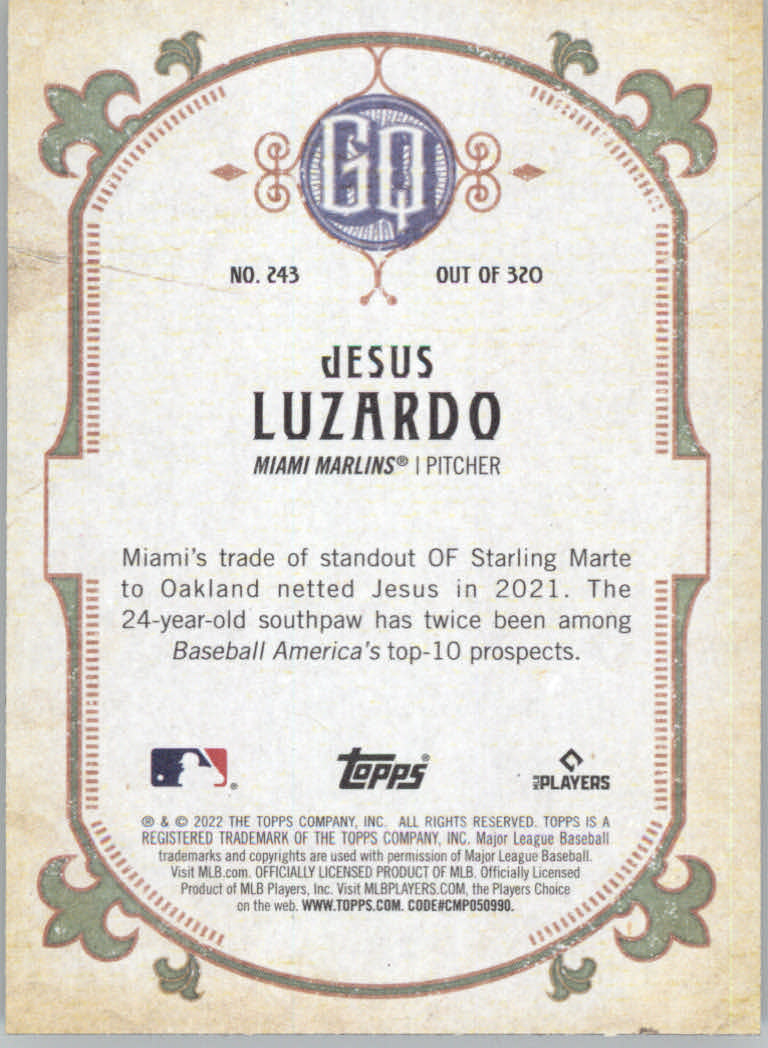 GQ
NO. 243 OUT OF 320
JESUS
LUZARDO
MIAMI MARLINS® | PITCHER
Miami's trade of standout OF Starling Marte
to Oakland netted Jesus in 2021. The
24-year-old southpaw has twice been among
Baseball America's top-10 prospects.
® topps® MLB PLAYERS
® & © 2022 THE TOPPS COMPANY, INC. ALL RIGHTS RESERVED. TOPPS IS A
REGISTERED TRADEMARK OF THE TOPPS COMPANY, INC. Major League Baseball
trademarks and copyrights are used with permission of Major League Baseball.
Visit MLB.com. OFFICIALLY LICENSED PRODUCT OF MLB. Officially Licensed
Product of MLB Players, Inc. Visit MLBPLAYERS.COM, the Players Choice
on the web. WWW.TOPPS.COM. CODE#CMP050990.